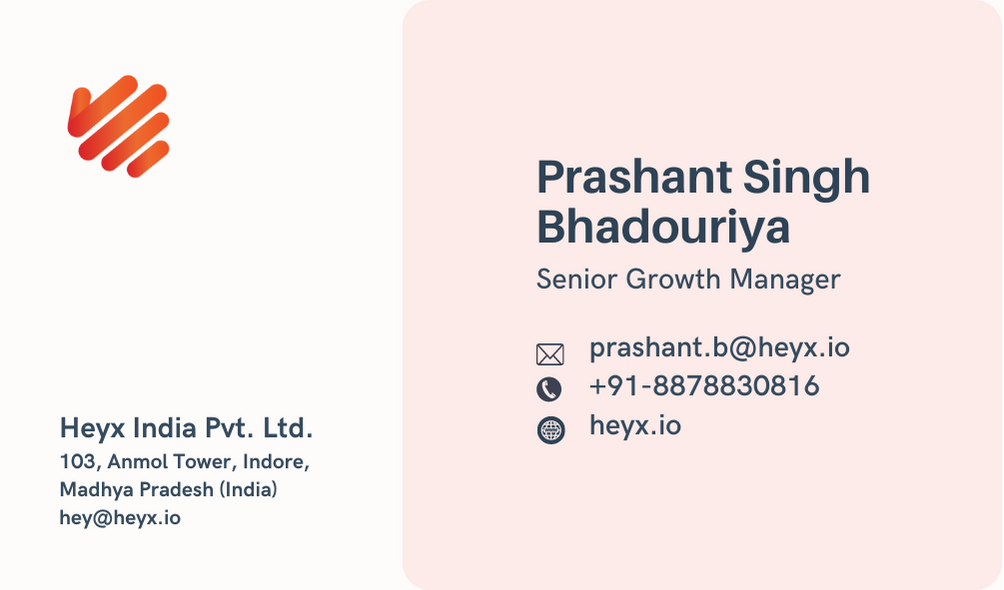 Heyx India Pvt. Ltd.
103, Anmol Tower, Indore,
Madhya Pradesh (India)
hey@heyx.io
Prashant Singh
Bhadouriya
Senior Growth Manager
prashant.b@heyx.io
+91-8878830816
heyx.io